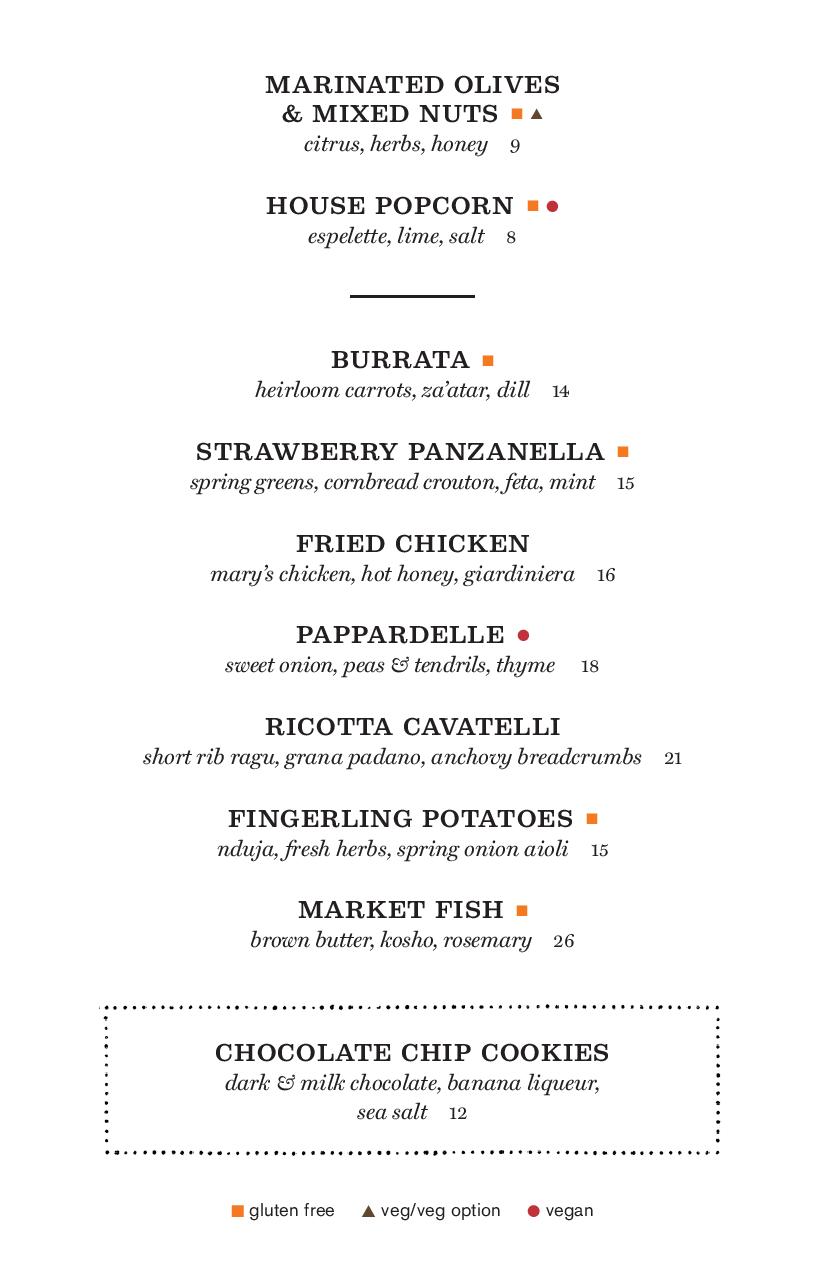 MARINATED OLIVES
& MIXED NUTS ■ ▲
citrus, herbs, honey 9
HOUSE POPCORN ■ ●
espelette, lime, salt 8
BURRATA ■
heirloom carrots, za’atar, dill 14
STRAWBERRY PANZANELLA ■
spring greens, cornbread crouton, feta, mint 15
FRIED CHICKEN
mary’s chicken, hot honey, giardiniera 16
PAPPARDELLE ●
sweet onion, peas & tendrils, thyme 18
RICOTTA CAVATELLI
short rib ragu, grana padano, anchovy breadcrumbs 21
FINGERLING POTATOES ■
nduja, fresh herbs, spring onion aioli 15
MARKET FISH ■
brown butter, kosho, rosemary 26
CHOCOLATE CHIP COOKIES
dark & milk chocolate, banana liqueur,
sea salt 12
■ gluten free ▲ veg/veg option ● vegan